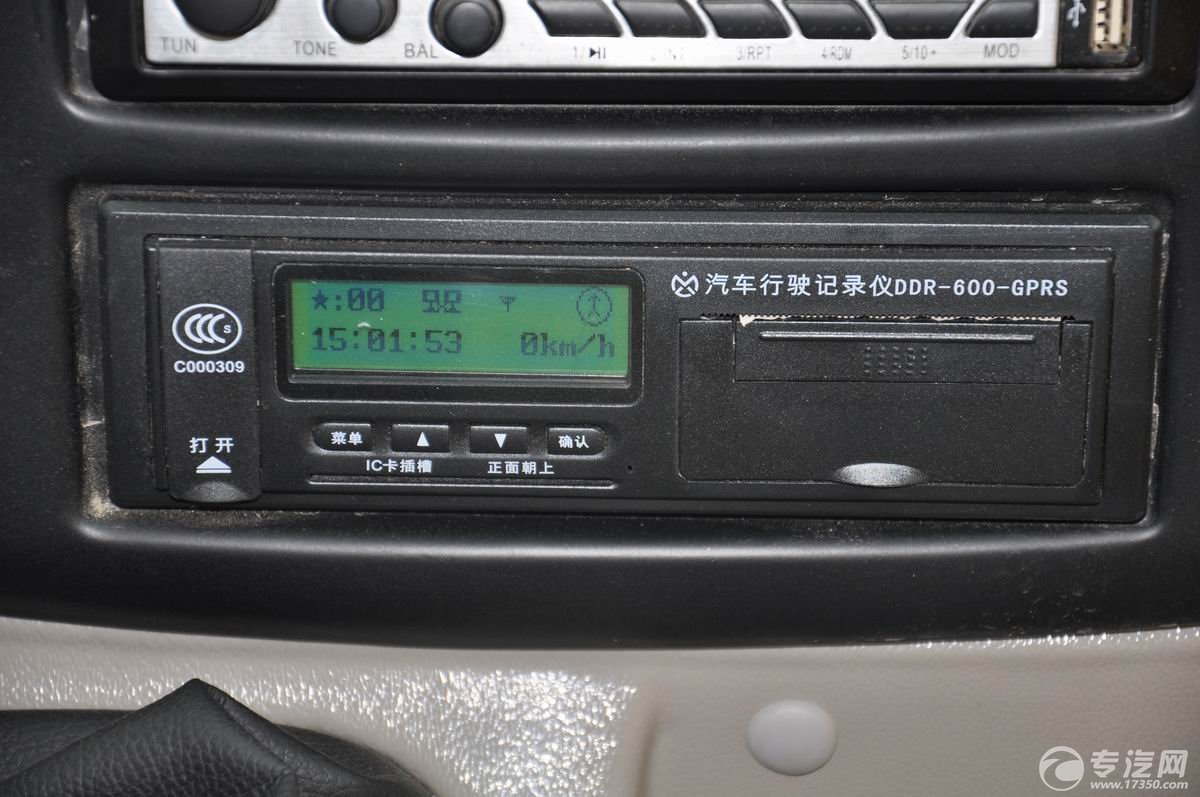 TUN
TONE
BAL
1/▶II
3/RPT
4/RDM
5/10+
MOD
汽车行驶记录仪DDR-600-GPRS
★:00
15:01:53 0km/h
S
C000309
打开
菜单
▲
▼
确认
IC卡插槽 正面朝上
专汽网
www.17350.com